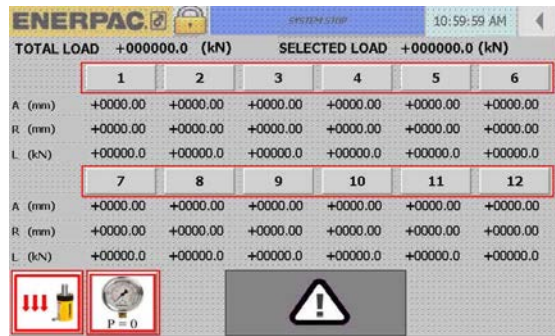 ENERPAC. SYSTEM STOP 10:59:59 AM
TOTAL LOAD +000000.0 (kN) SELECTED LOAD +000000.0 (kN)
1 2 3 4 5 6
A (mm) +0000.00 +0000.00 +0000.00 +0000.00 +0000.00 +0000.00
R (mm) +0000.00 +0000.00 +0000.00 +0000.00 +0000.00 +0000.00
L (kN) +00000.0 +00000.0 +00000.0 +00000.0 +00000.0 +00000.0
7 8 9 10 11 12
A (mm) +0000.00 +0000.00 +0000.00 +0000.00 +0000.00 +0000.00
R (mm) +0000.00 +0000.00 +0000.00 +0000.00 +0000.00 +0000.00
L (kN) +00000.0 +00000.0 +00000.0 +00000.0 +00000.0 +00000.0
P = 0